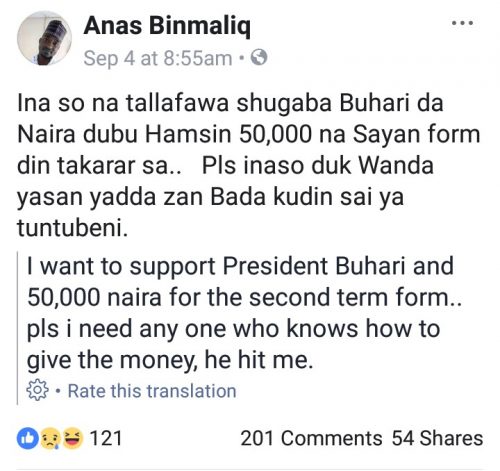 Anas Binmaliq
Sep 4 at 8:55am •
Ina so na tallafawa shugaba Buhari da
Naira dubu Hamsin 50,000 na Sayan form
din takarar sa..   Pls inaso duk Wanda
yasan yadda zan Bada kudin sai ya
tuntubeni.
I want to support President Buhari and
50,000 naira for the second term form..
pls i need any one who knows how to
give the money, he hit me.
• Rate this translation
121
201 Comments 54 Shares